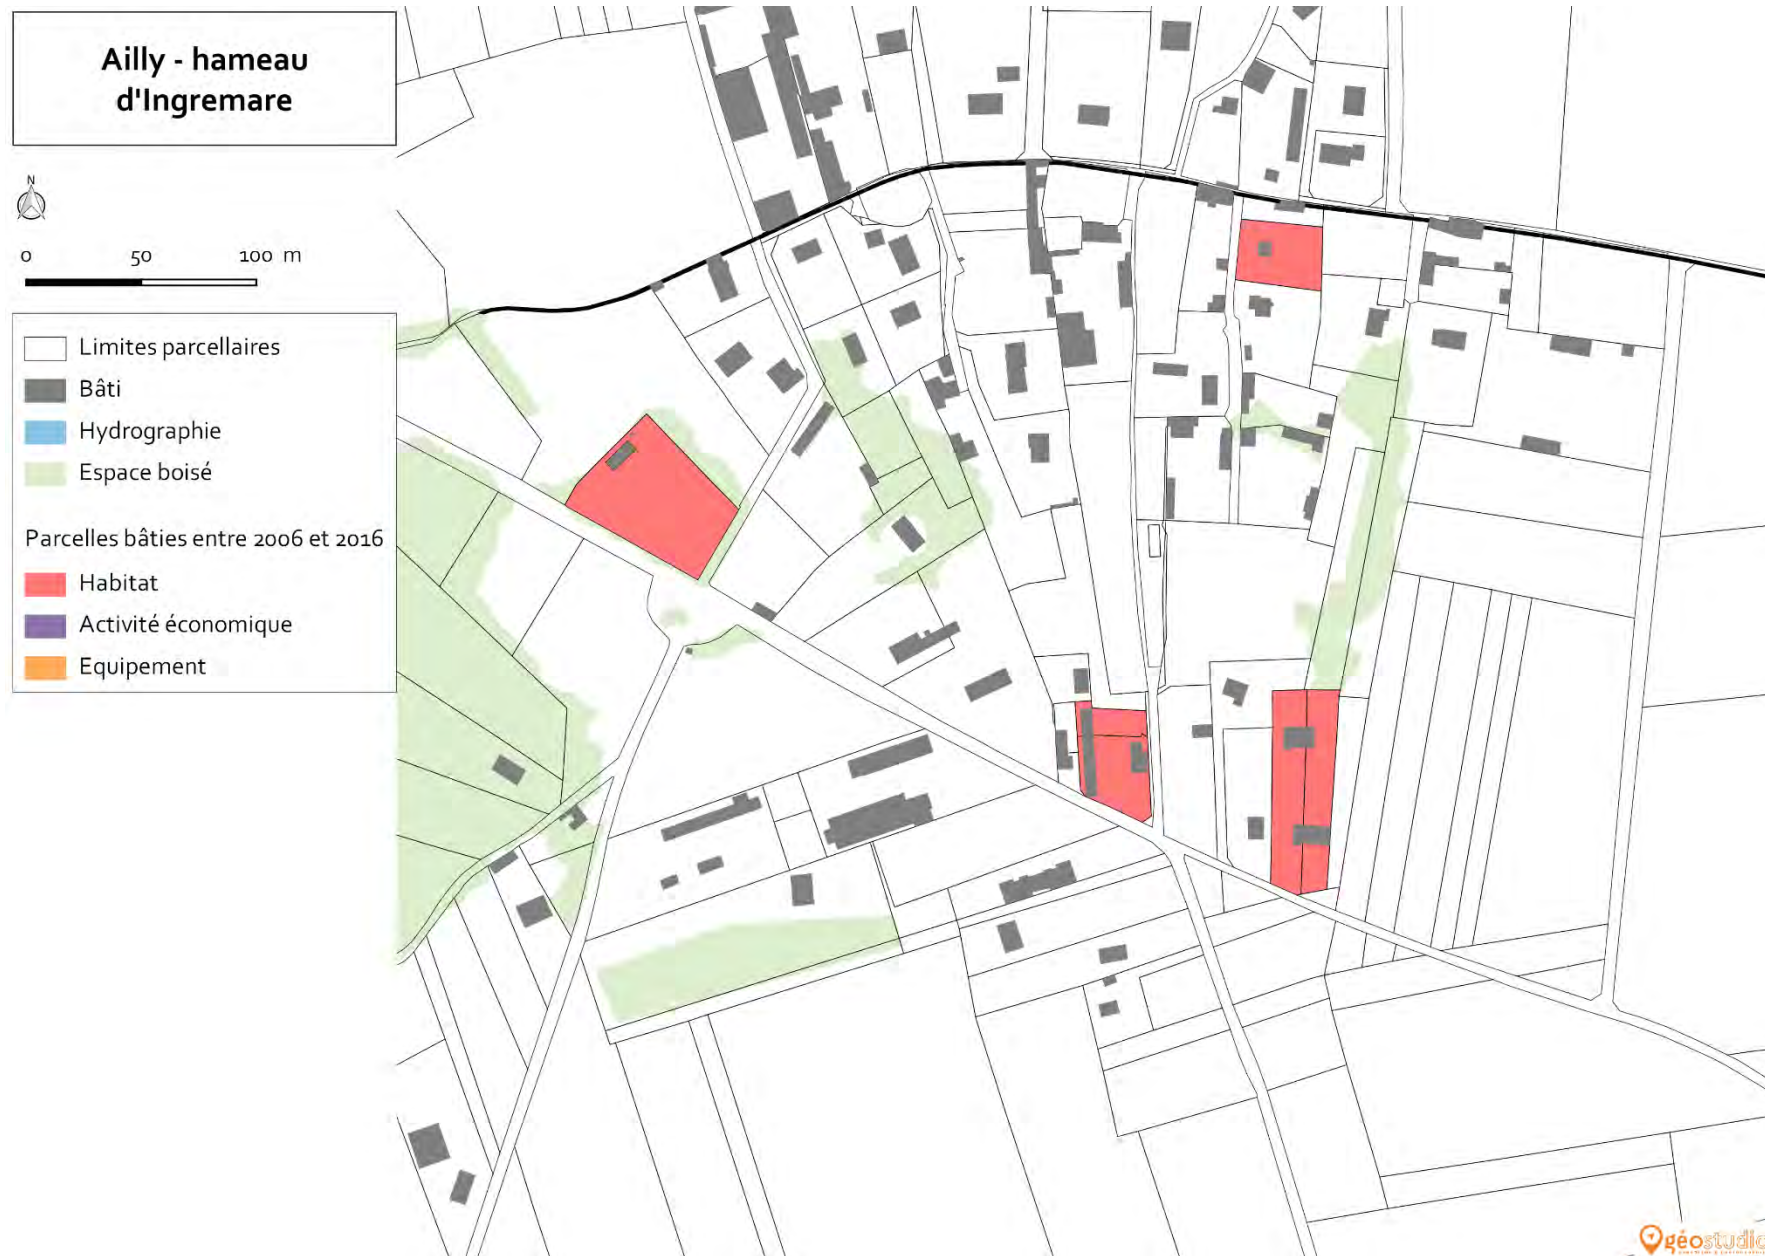 Ailly - hameau
d'Ingremare
N
0 50 100 m
Limites parcellaires
Bâti
Hydrographie
Espace boisé
Parcelles bâties entre 2006 et 2016
Habitat
Activité économique
Equipement
géostudio